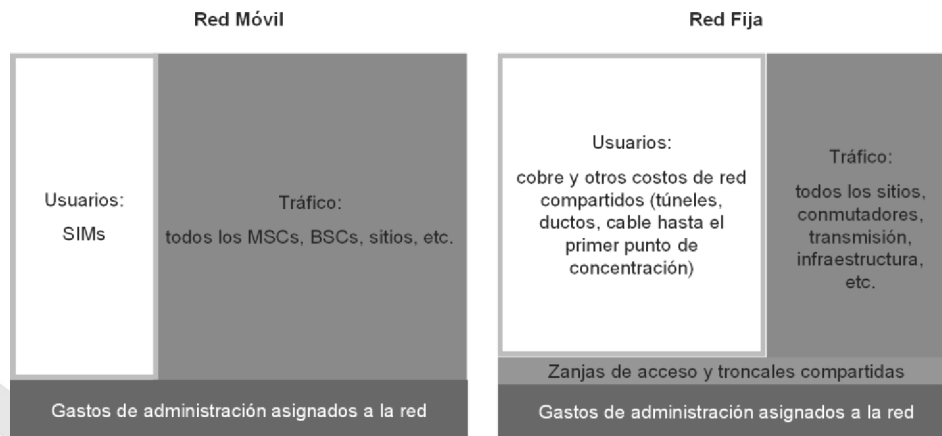 Red Móvil
Usuarios:
SIMs
Tráfico:
todos los MSCs, BSCs, sitios, etc.
Gastos de administración asignados a la red
Red Fija
Usuarios:
cobre y otros costos de red
compartidos (túneles,
ductos, cable hasta el
primer punto de
concentración)
Tráfico:
todos los sitios,
conmutadores,
transmisión,
infraestructura,
etc.
Zanjas de acceso y troncales compartidas
Gastos de administración asignados a la red